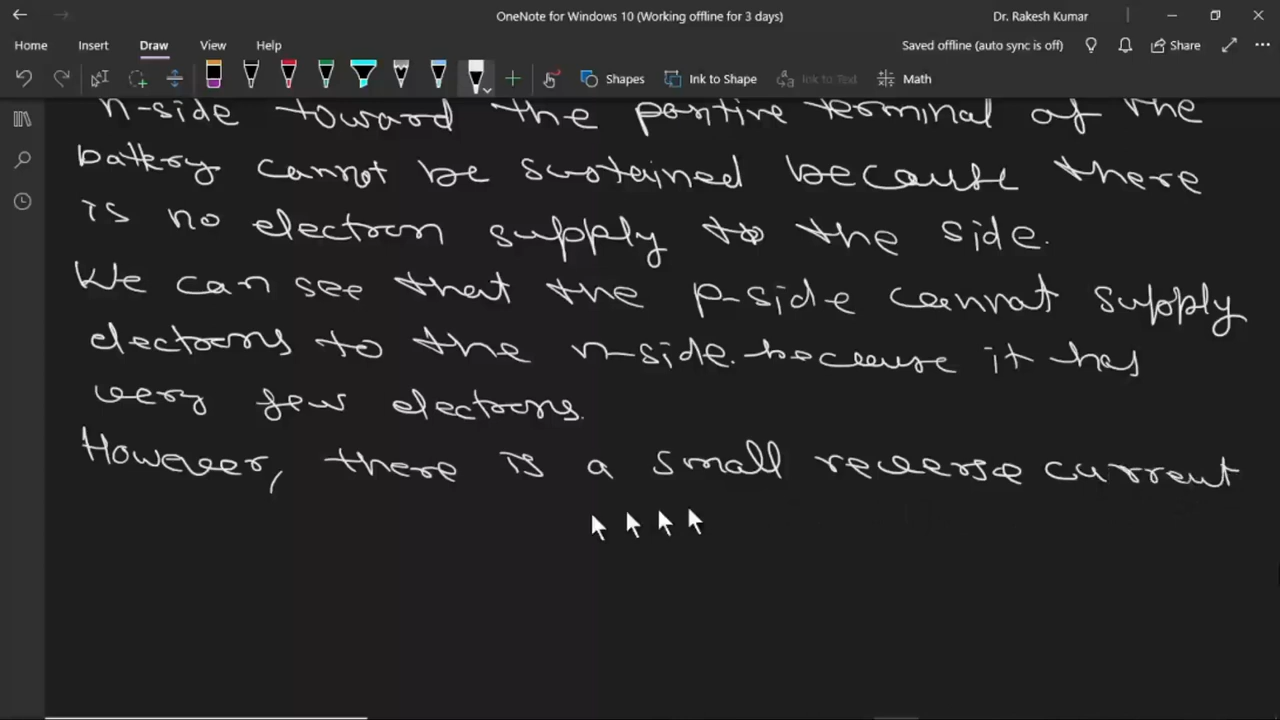 OneNote for Windows 10 (Working offline for 3 days)
Dr. Rakesh Kumar
Home Insert Draw View Help
Saved offline (auto sync is off)
Share
Shapes Ink to Shape Ink to Text Math
n-side toward the positive terminal of the
battery cannot be sustained because there
is no electron supply to the side.
We can see that the p-side cannot supply
electrons to the n-side. because it has
very few electrons.
However, there is a small reverse current